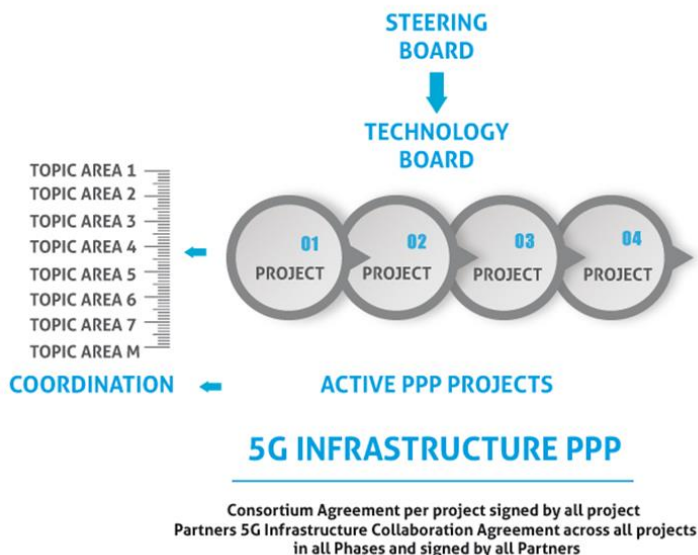 STEERING
BOARD
TECHNOLOGY
BOARD
TOPIC AREA 1
TOPIC AREA 2
TOPIC AREA 3
TOPIC AREA 4
TOPIC AREA 5
TOPIC AREA 6
TOPIC AREA 7
TOPIC AREA M
01
PROJECT
02
PROJECT
03
PROJECT
04
PROJECT
COORDINATION
ACTIVE PPP PROJECTS
5G INFRASTRUCTURE PPP
Consortium Agreement per project signed by all project
Partners 5G Infrastructure Collaboration Agreement across all projects
in all Phases and signed by all Partners